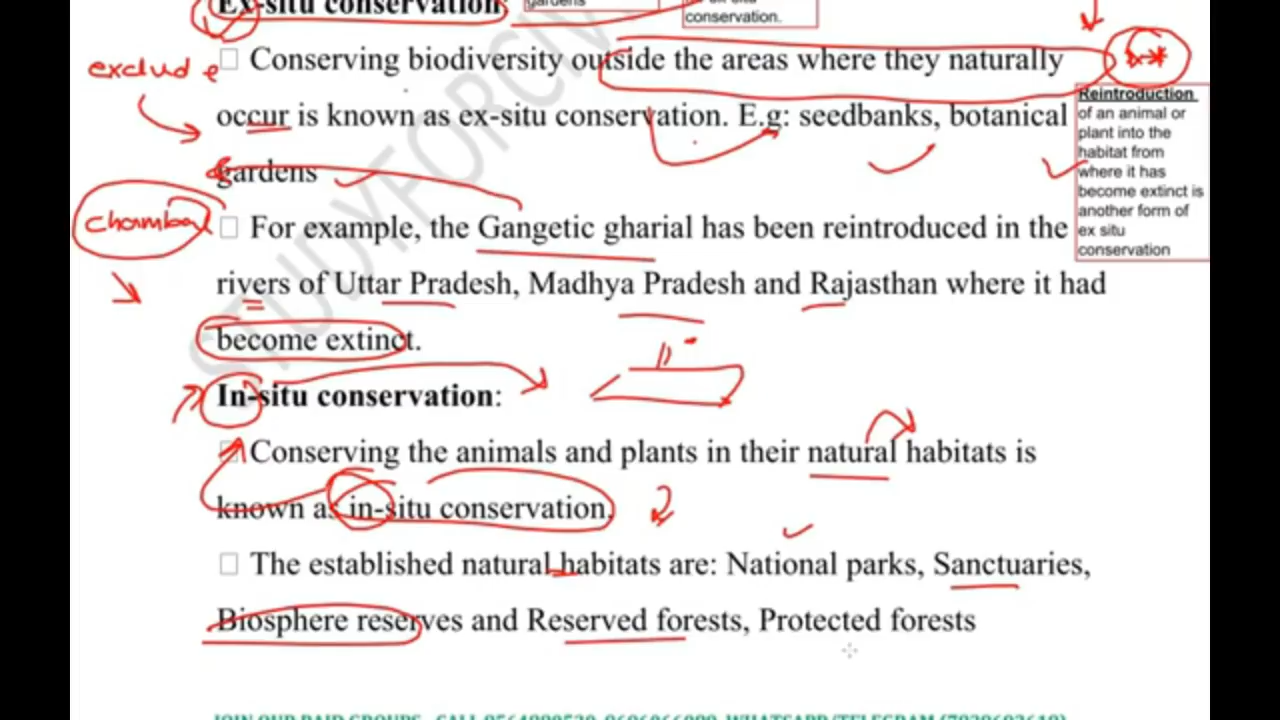 Ex-situ conservation:
gardens
conservation.
exclude
Conserving biodiversity outside the areas where they naturally
occur is known as ex-situ conservation. E.g: seedbanks, botanical
gardens
Reintroduction
of an animal or
plant into the
habitat from
where it has
become extinct is
another form of
ex situ
conservation
chambal
For example, the Gangetic gharial has been reintroduced in the
rivers of Uttar Pradesh, Madhya Pradesh and Rajasthan where it had
become extinct.
In-situ conservation:
Conserving the animals and plants in their natural habitats is
known as in-situ conservation.
The established natural habitats are: National parks, Sanctuaries,
Biosphere reserves and Reserved forests, Protected forests
STUDYFORCIV